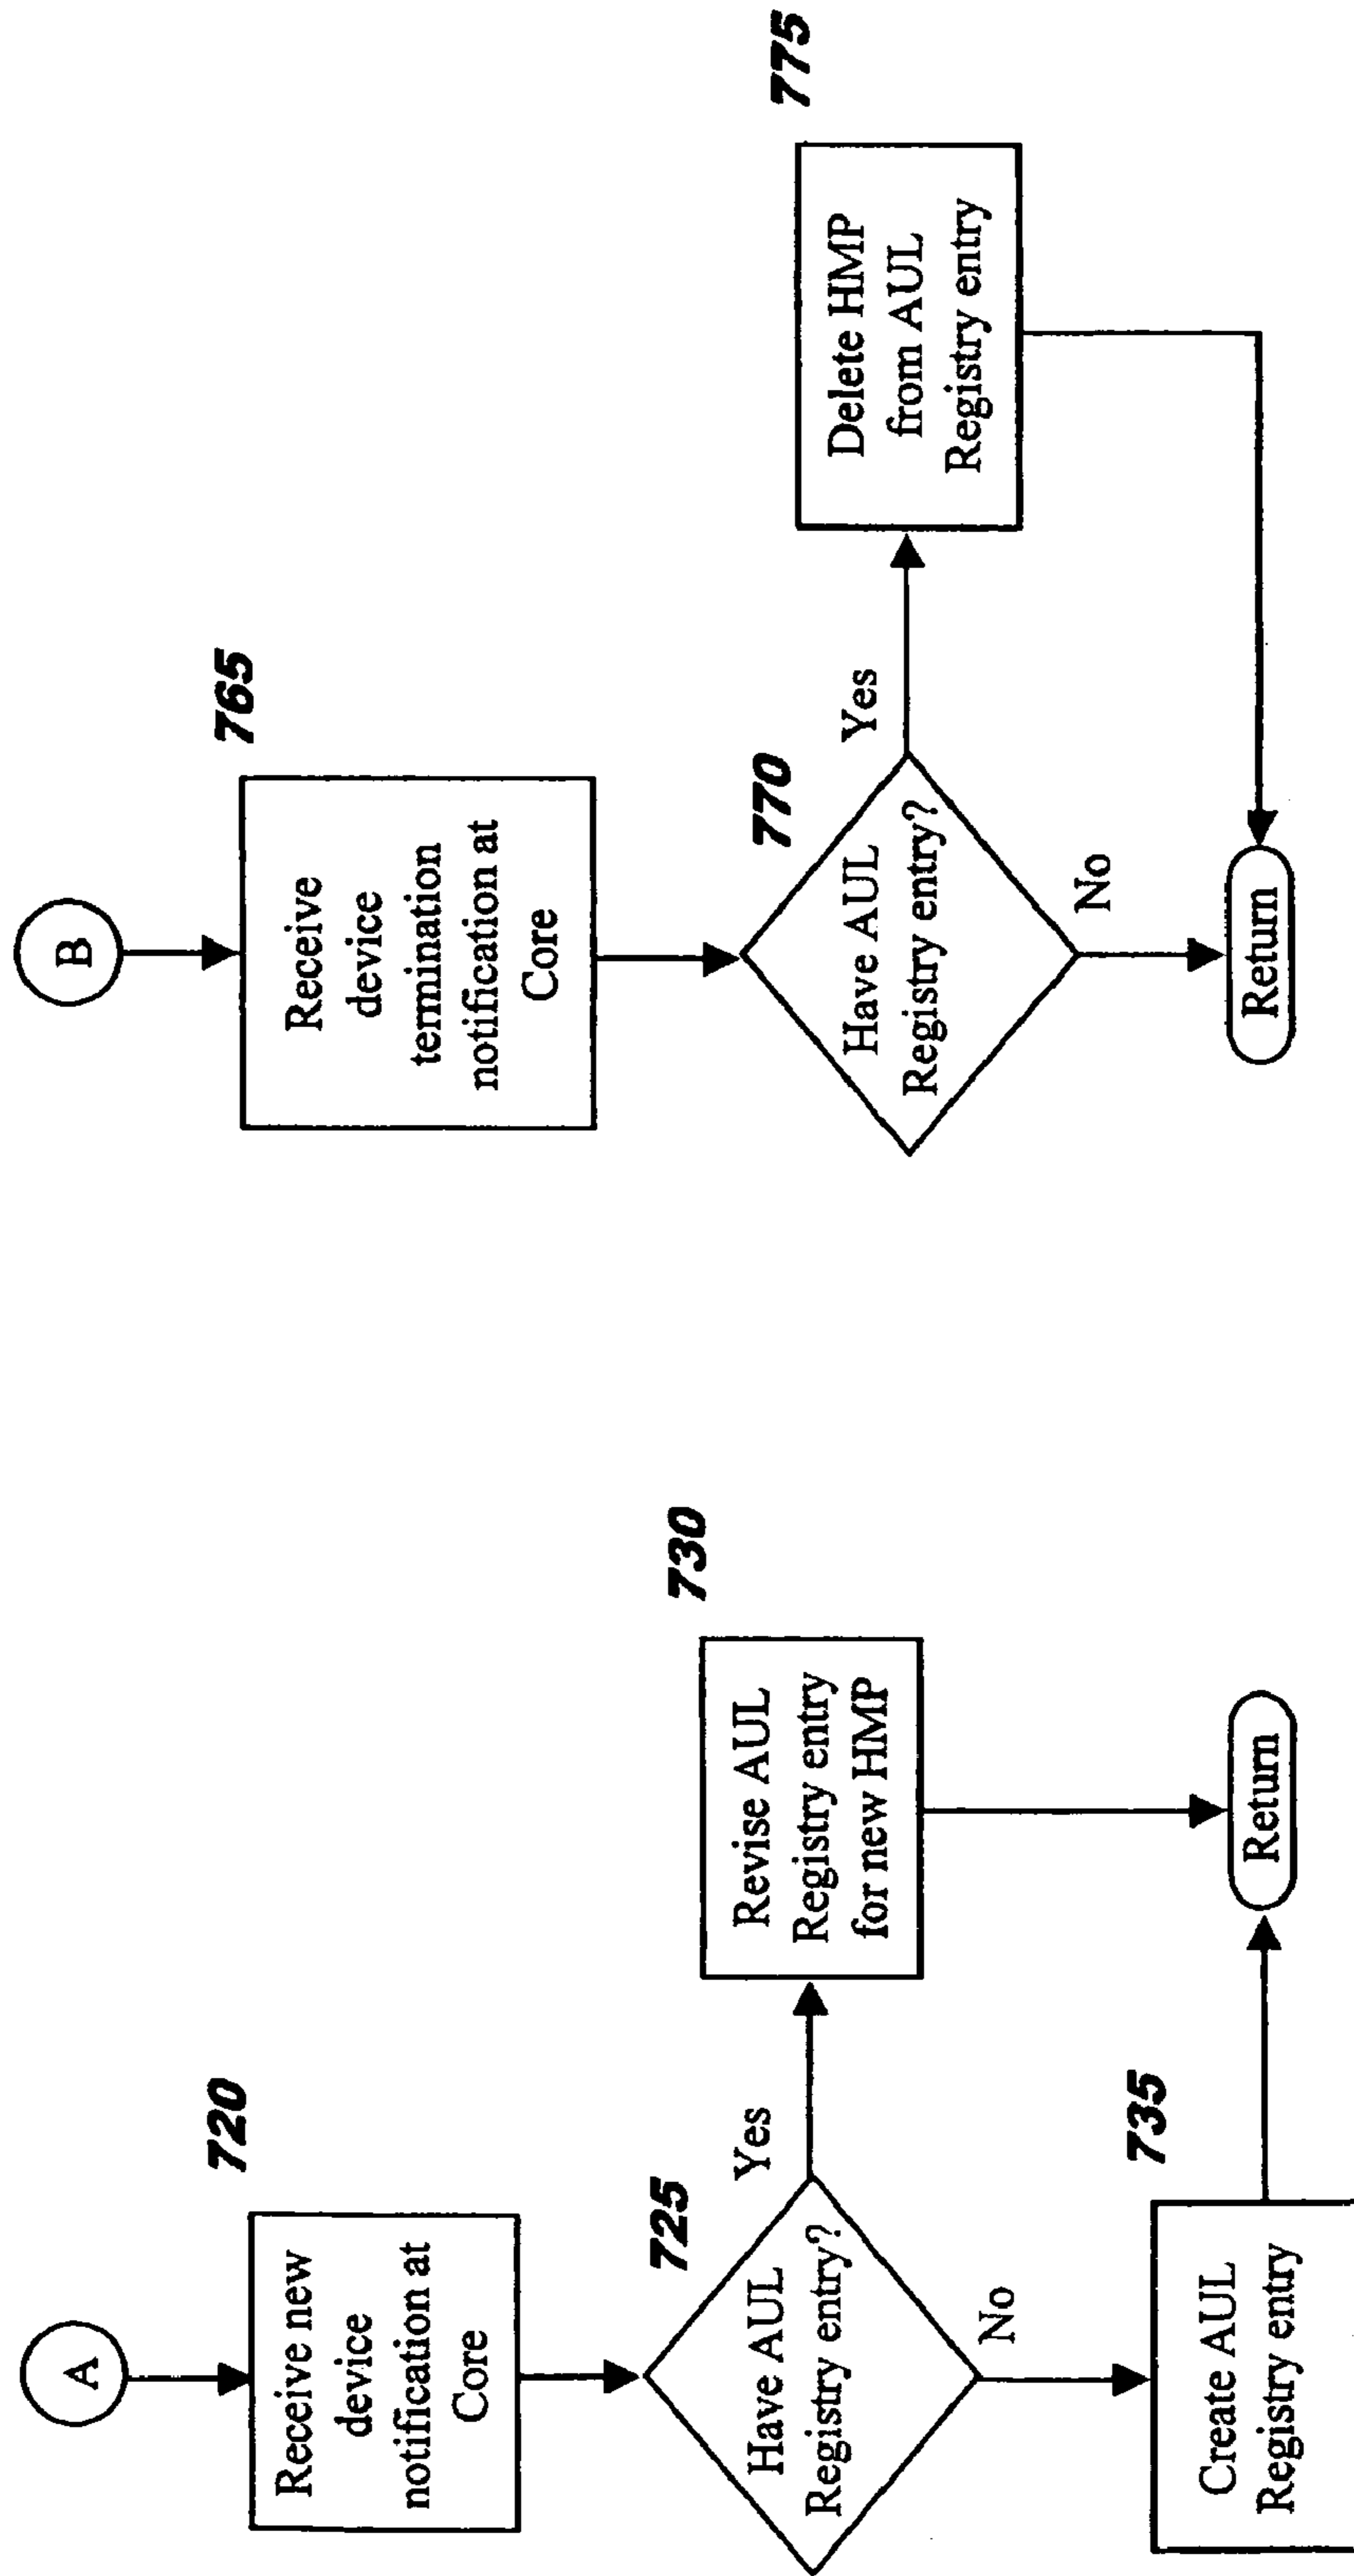 A
720
Receive new
device
notification at
Core
725
Have AUL
Registry entry?
Yes
730
Revise AUL
Registry entry
for new HMP
No
735
Create AUL
Registry entry
Return
B
765
Receive
device
termination
notification at
Core
770
Have AUL
Registry entry?
Yes
775
Delete HMP
from AUL
Registry entry
No
Return